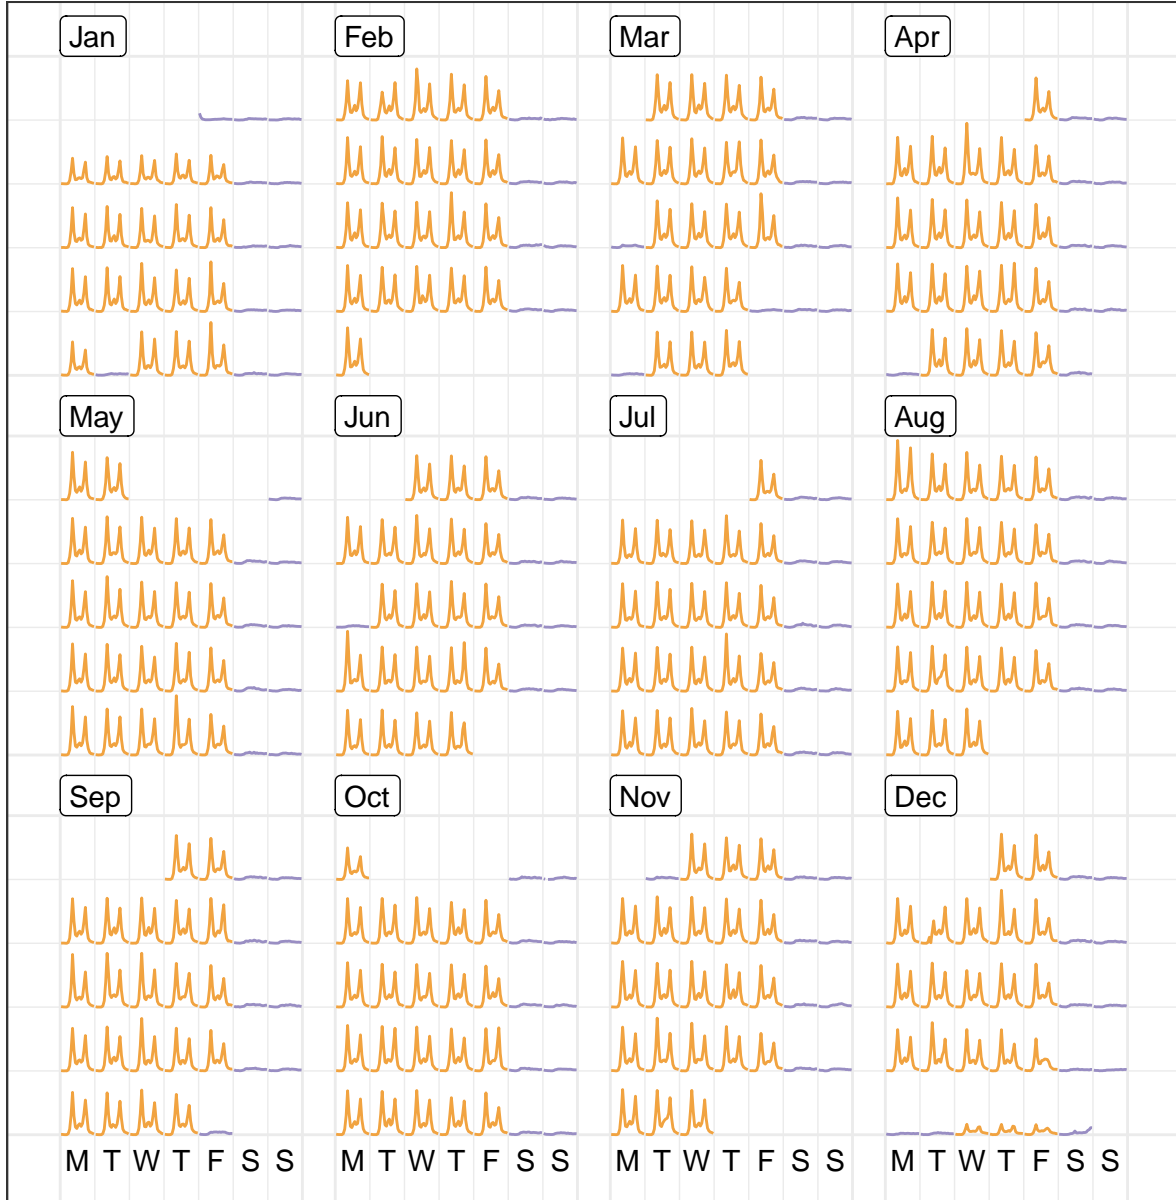 Jan Feb Mar Apr
May Jun Jul Aug
Sep Oct Nov Dec
M T W T F S S M T W T F S S M T W T F S S M T W T F S S